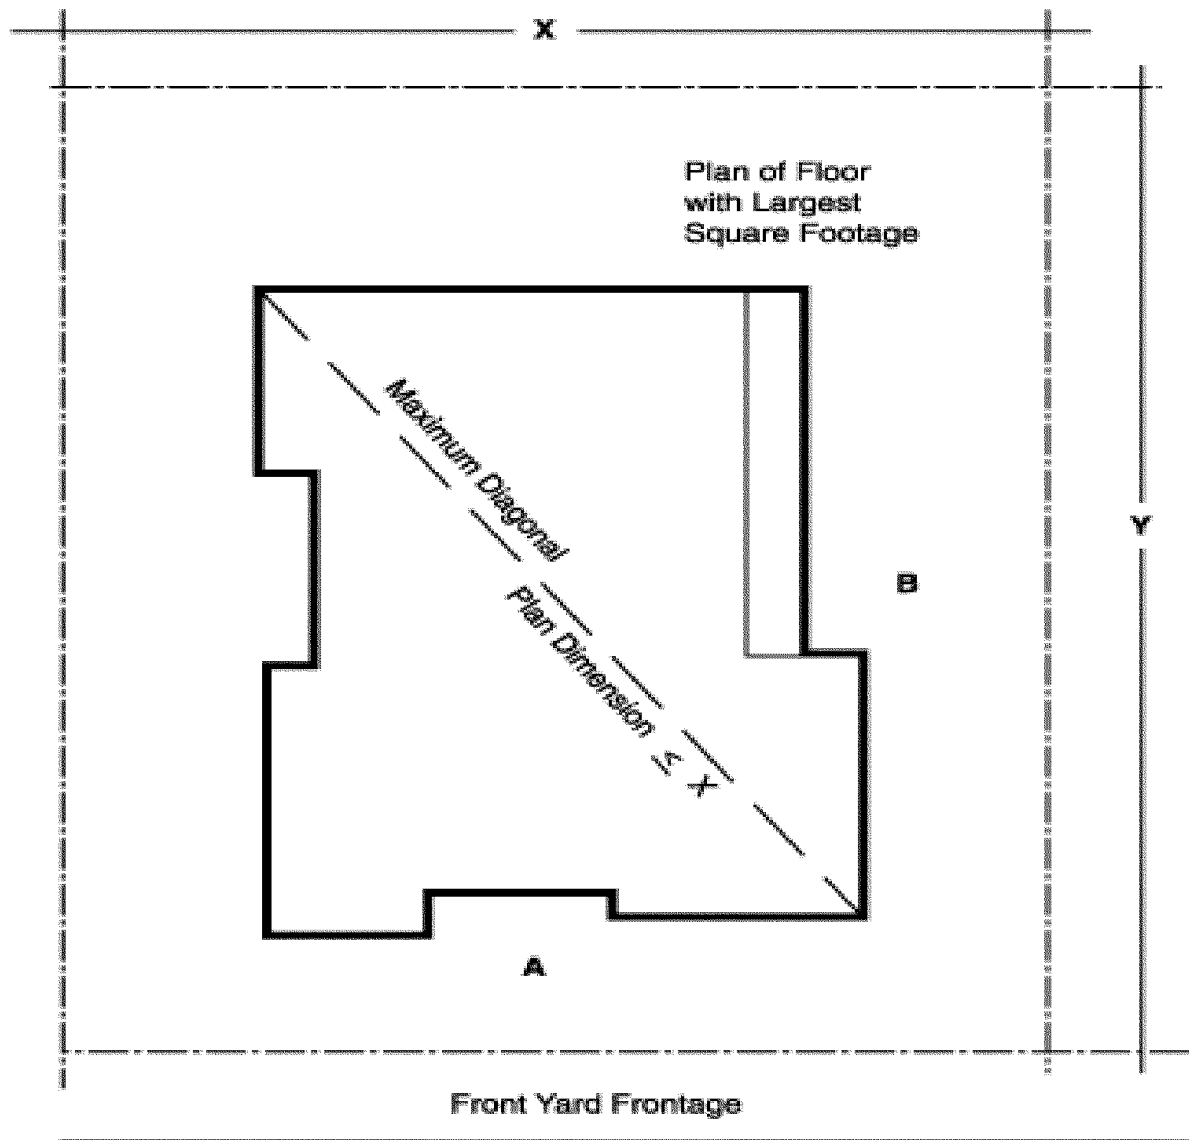 X
Plan of Floor
with Largest
Square Footage
Maximum Diagonal
Plan Dimension ≤ X
Y
B
A
Front Yard Frontage